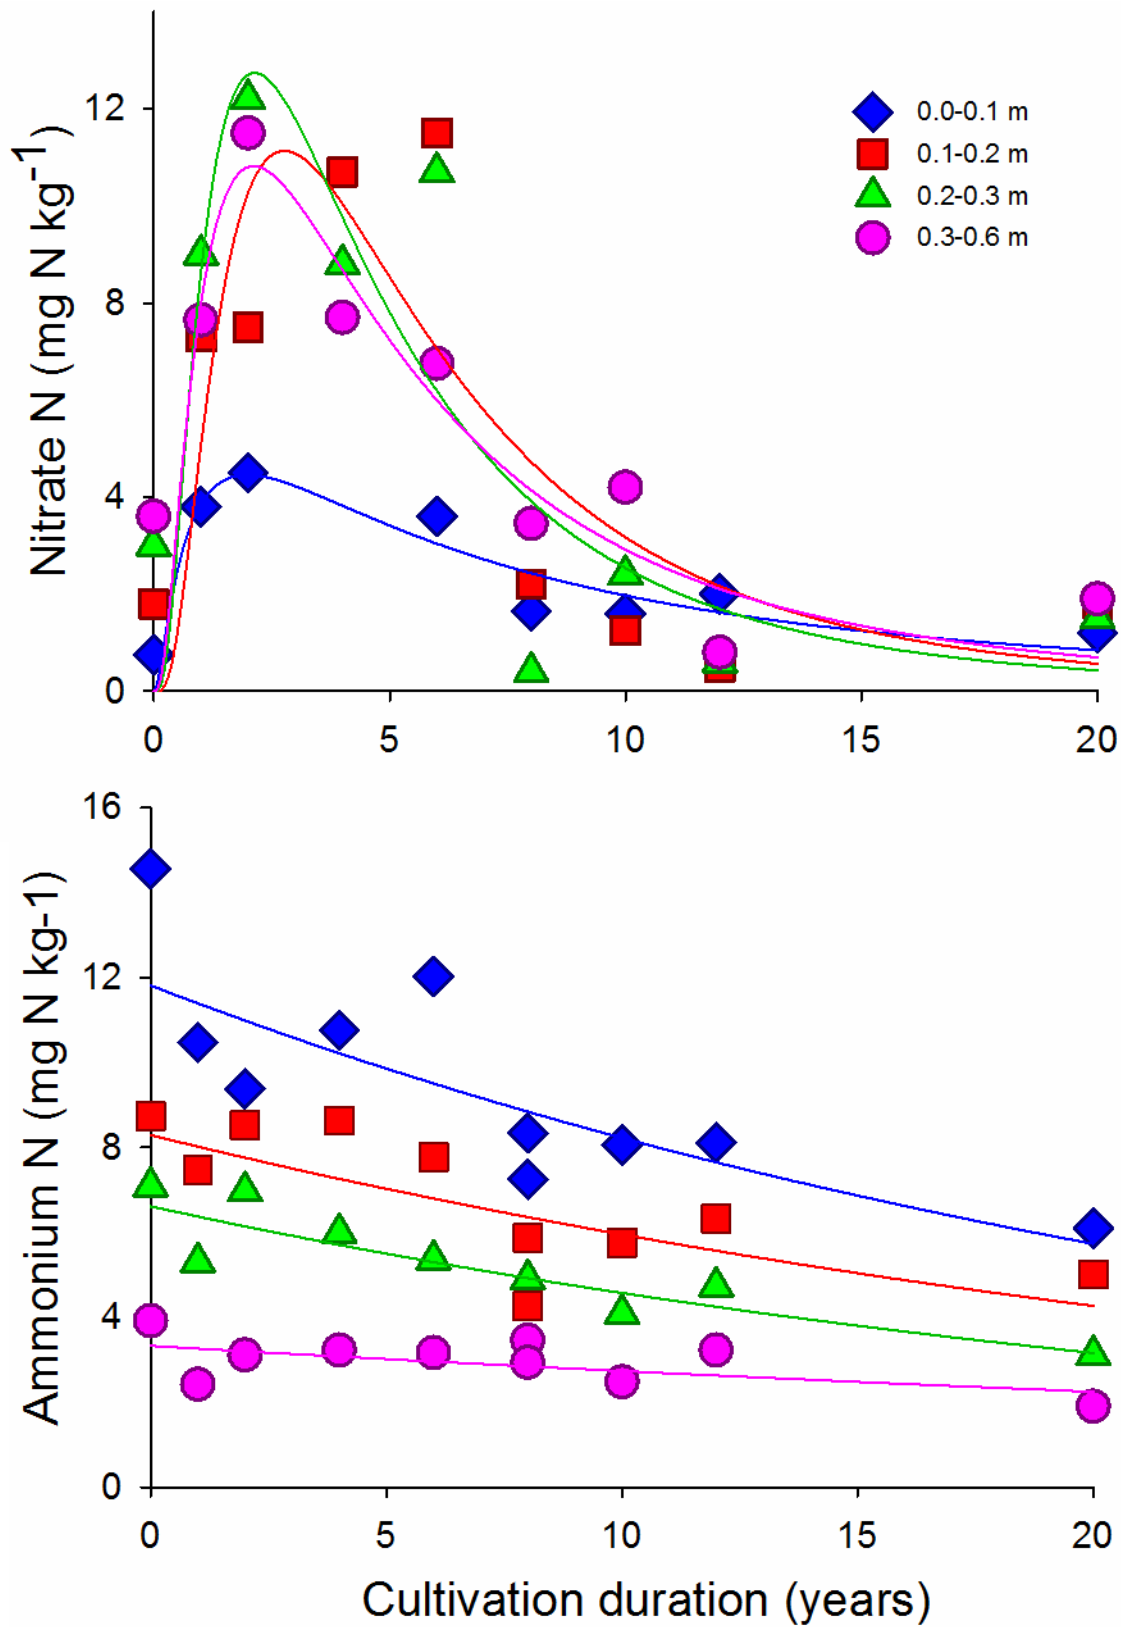 Nitrate N (mg N kg⁻¹)
12
8
4
0
0.0-0.1 m
0.1-0.2 m
0.2-0.3 m
0.3-0.6 m
0 5 10 15 20
Ammonium N (mg N kg-1)
16
12
8
4
0
0 5 10 15 20
Cultivation duration (years)